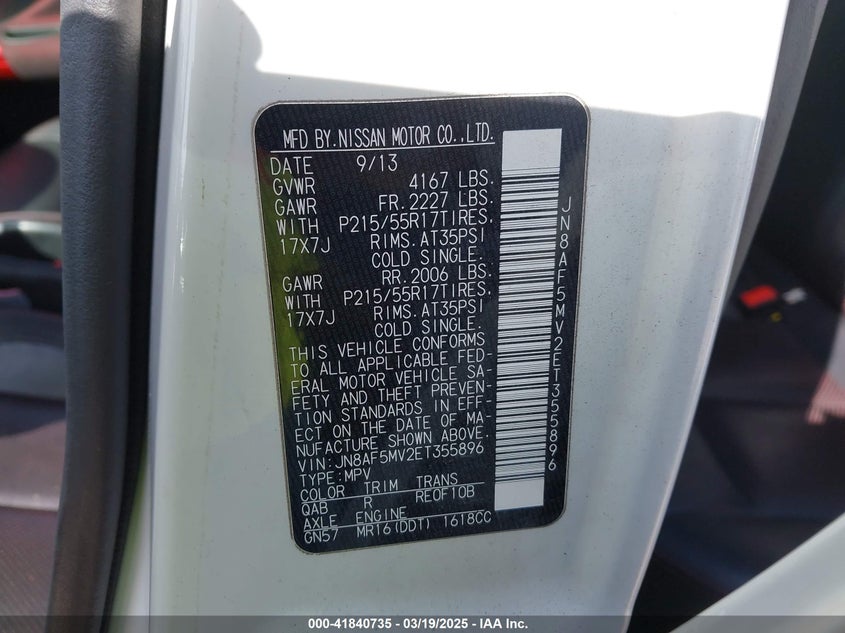 MFD BY.NISSAN MOTOR CO.,LTD.
DATE 9/13
GVWR 4167 LBS.
GAWR FR. 2227 LBS.
WITH P215/55R17TIRES,
17X7J RIMS. AT35PSI
COLD SINGLE.
GAWR RR. 2006 LBS.
WITH P215/55R17TIRES,
17X7J RIMS. AT35PSI
COLD SINGLE.
THIS VEHICLE CONFORMS
TO ALL APPLICABLE FED-
ERAL MOTOR VEHICLE SA-
FETY AND THEFT PREVEN-
TION STANDARDS IN EFF-
ECT ON THE DATE OF MA-
NUFACTURE SHOWN ABOVE.
VIN:JN8AF5MV2ET355896
TYPE:MPV
COLOR TRIM TRANS
QAB R RE0F10B
AXLE ENGINE
GN57 MR16(DDT) 1618CC
JN8AF5MV2ET355896
000-41840735 - 03/19/2025 - IAA Inc.